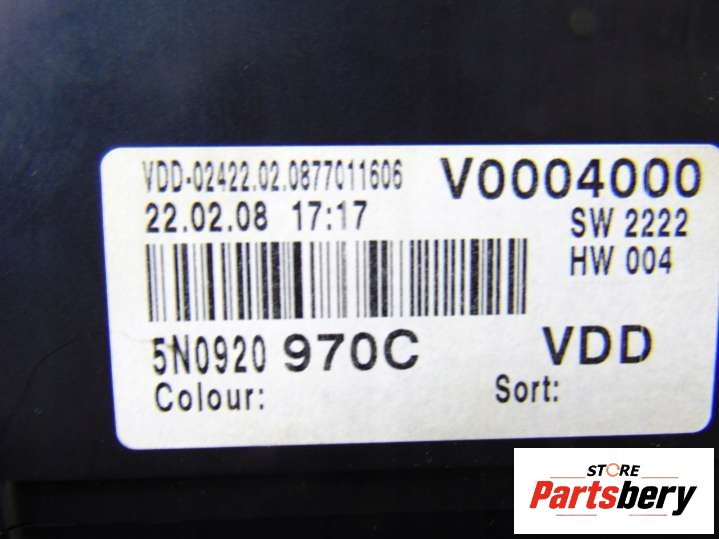 VDD-02422.02.0877011606 V0004000
22.02.08 17:17 SW 2222
HW 004
5N0920 970C VDD
Colour: Sort:
STORE
Partsbery